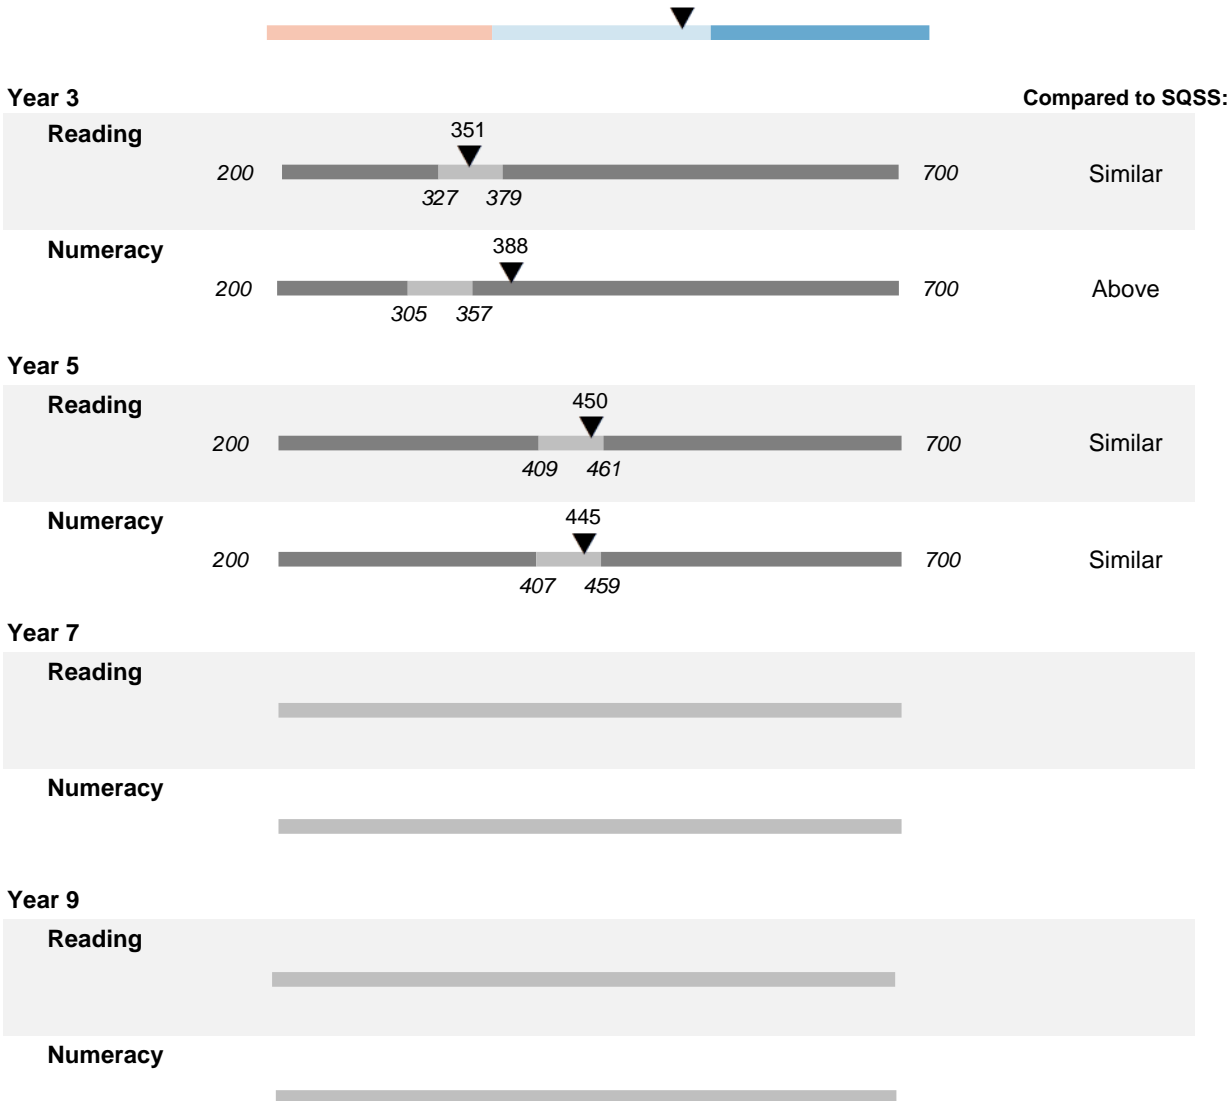 Year 3 Compared to SQSS:
Reading
351
200 700 Similar
327 379
Numeracy
388
200 700 Above
305 357
Year 5
Reading
450
200 700 Similar
409 461
Numeracy
445
200 700 Similar
407 459
Year 7
Reading
Numeracy
Year 9
Reading
Numeracy